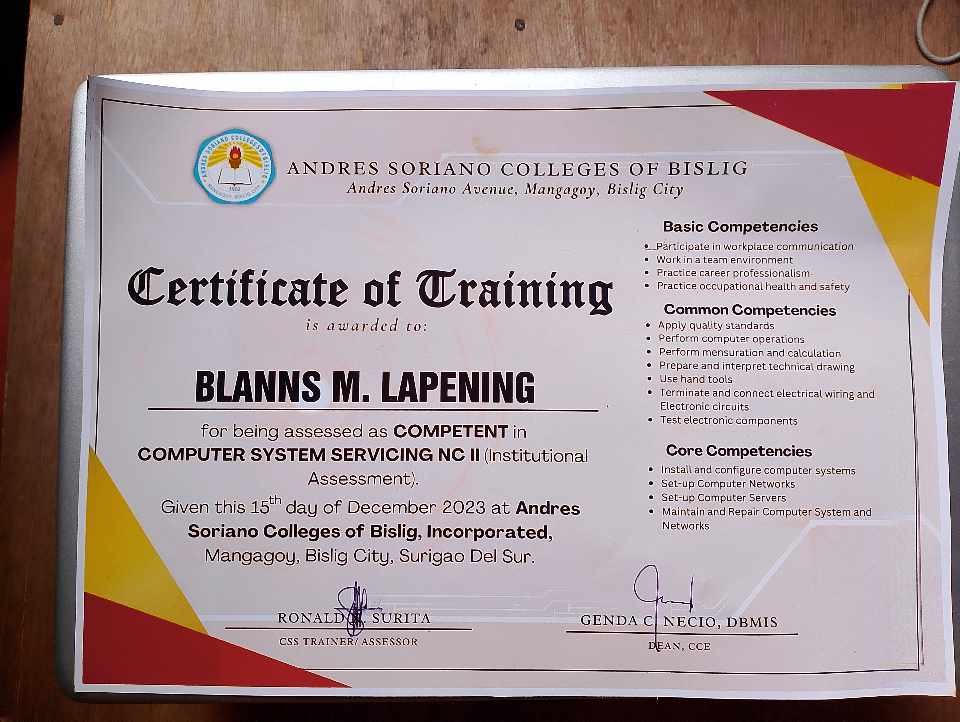 ANDRES SORIANO COLLEGES OF BISLIG
Andres Soriano Avenue, Mangagoy, Bislig City
Certificate of Training
is awarded to:
BLANNS M. LAPENING
for being assessed as COMPETENT in
COMPUTER SYSTEM SERVICING NC II (Institutional
Assessment).
Given this 15th day of December 2023 at Andres
Soriano Colleges of Bislig, Incorporated,
Mangagoy, Bislig City, Surigao Del Sur.
Basic Competencies
• Participate in workplace communication
• Work in a team environment
• Practice career professionalism
• Practice occupational health and safety
Common Competencies
• Apply quality standards
• Perform computer operations
• Perform mensuration and calculation
• Prepare and interpret technical drawing
• Use hand tools
• Terminate and connect electrical wiring and
Electronic circuits
• Test electronic components
Core Competencies
• Install and configure computer systems
• Set-up Computer Networks
• Set-up Computer Servers
• Maintain and Repair Computer System and
Networks
RONALD SURITA
CSS TRAINER/ ASSESSOR
GENDA C. NECIO, DBMIS
DEAN, CCE